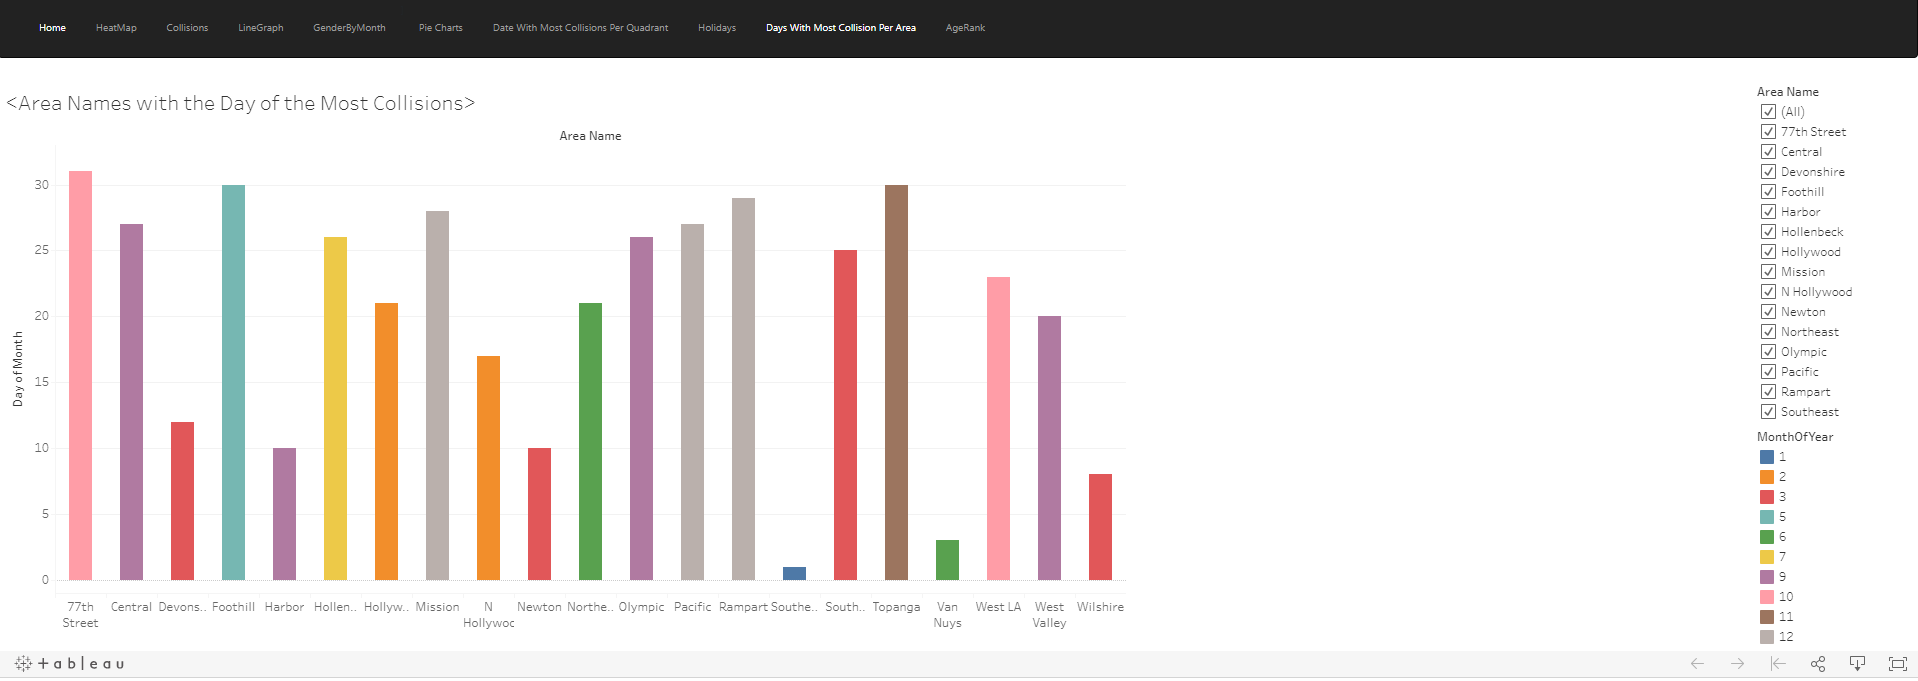 Home HeatMap Collisions LineGraph GenderByMonth Pie Charts Date With Most Collisions Per Quadrant Holidays Days With Most Collision Per Area AgeRank
<Area Names with the Day of the Most Collisions>
Area Name
Day of Month
30
25
20
15
10
5
0
77th Street Central Devons.. Foothill Harbor Hollen.. Hollyw.. Mission N Hollywoc Newton Northe.. Olympic Pacific Rampart Southe.. South.. Topanga Van Nuys West LA West Valley Wilshire
Area Name
(All)
77th Street
Central
Devonshire
Foothill
Harbor
Hollenbeck
Hollywood
Mission
N Hollywood
Newton
Northeast
Olympic
Pacific
Rampart
Southeast
MonthOfYear
1
2
3
5
6
7
9
10
11
12
+ a b | e a u